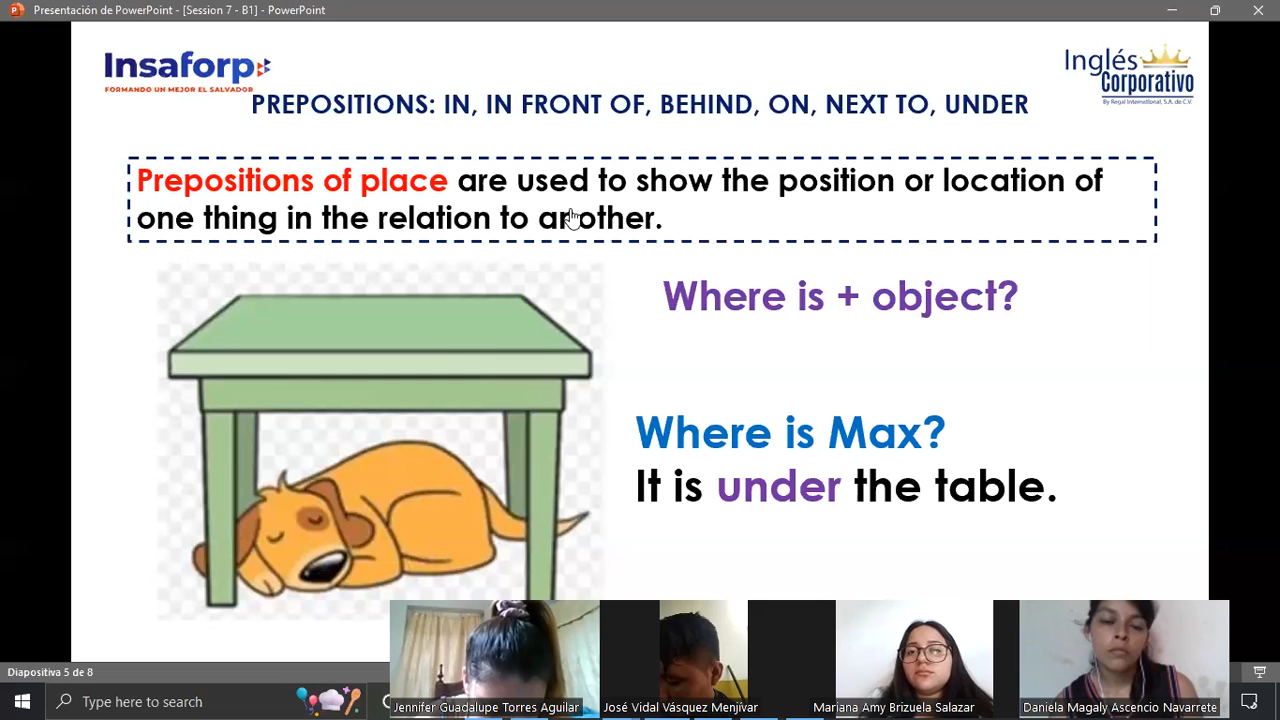 Presentación de PowerPoint - [Session 7 - B1] - PowerPoint
Insaforp
FORMANDO UN MEJOR EL SALVADOR
Inglés
Corporativo
By Regal International, S.A. de C.V.
PREPOSITIONS: IN, IN FRONT OF, BEHIND, ON, NEXT TO, UNDER
Prepositions of place are used to show the position or location of
one thing in the relation to another.
Where is + object?
Where is Max?
It is under the table.
Diapositiva 5 de 8
Type here to search
Jennifer Guadalupe Torres Aguilar
José Vidal Vásquez Menjívar
Mariana Amy Brizuela Salazar
Daniela Magaly Ascencio Navarrete